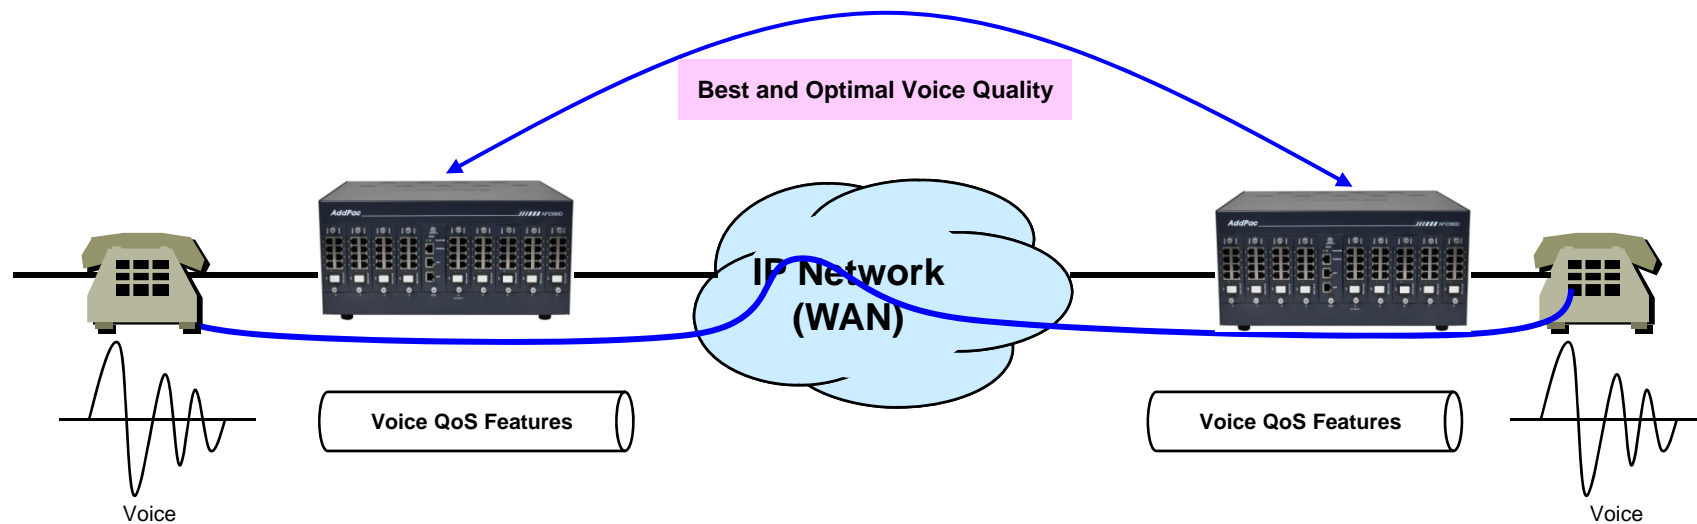 Best and Optimal Voice Quality
AddPac
AddPac
IP Network
(WAN)
Voice QoS Features
Voice QoS Features
Voice
Voice